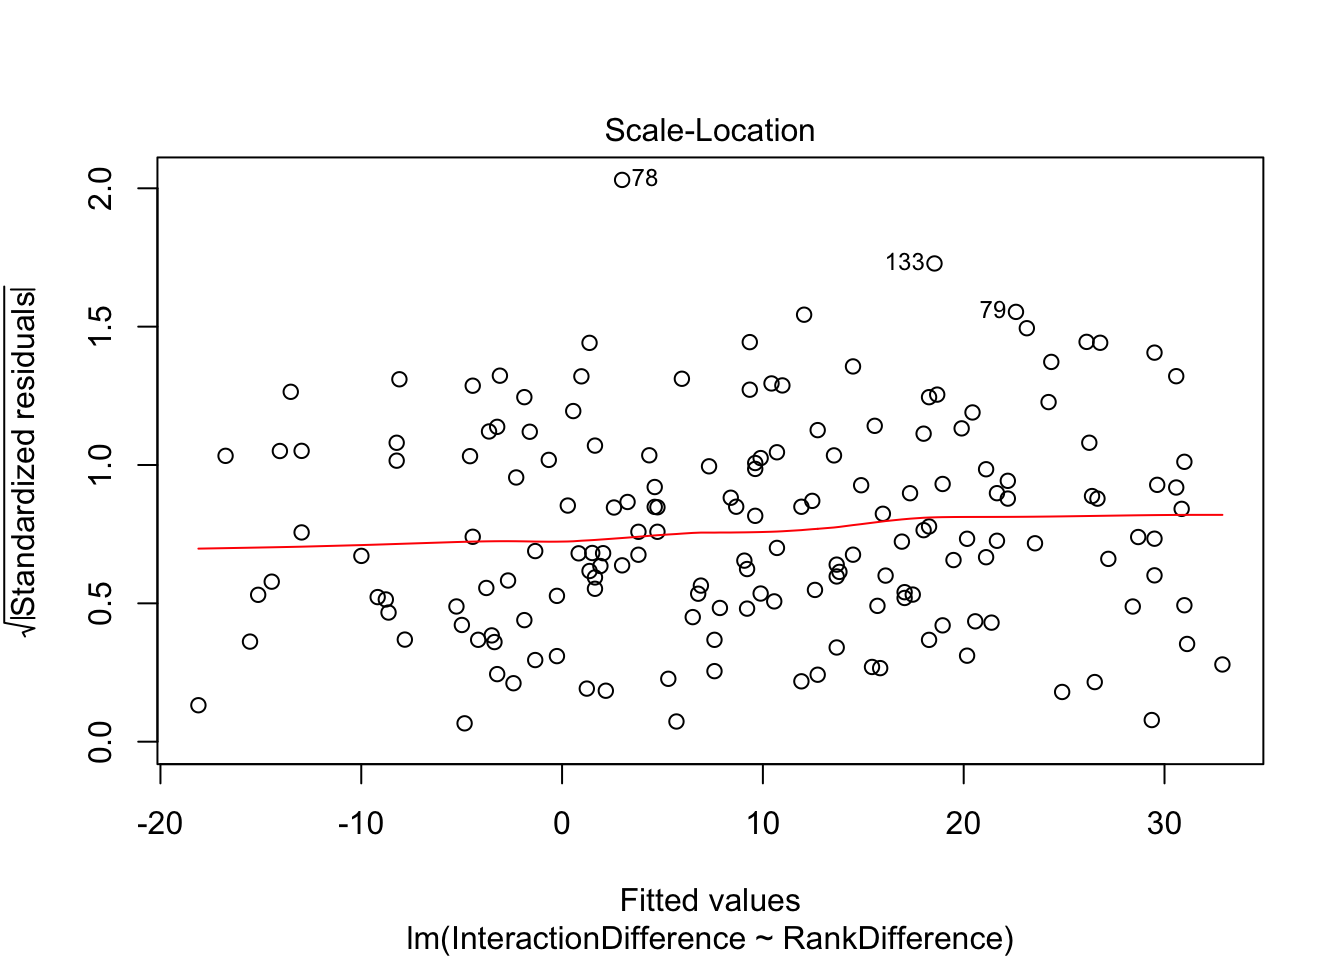 Scale-Location
√|Standardized residuals|
2.0
1.5
1.0
0.5
0.0
78
133
79
-20 -10 0 10 20 30
Fitted values
lm(InteractionDifference ~ RankDifference)